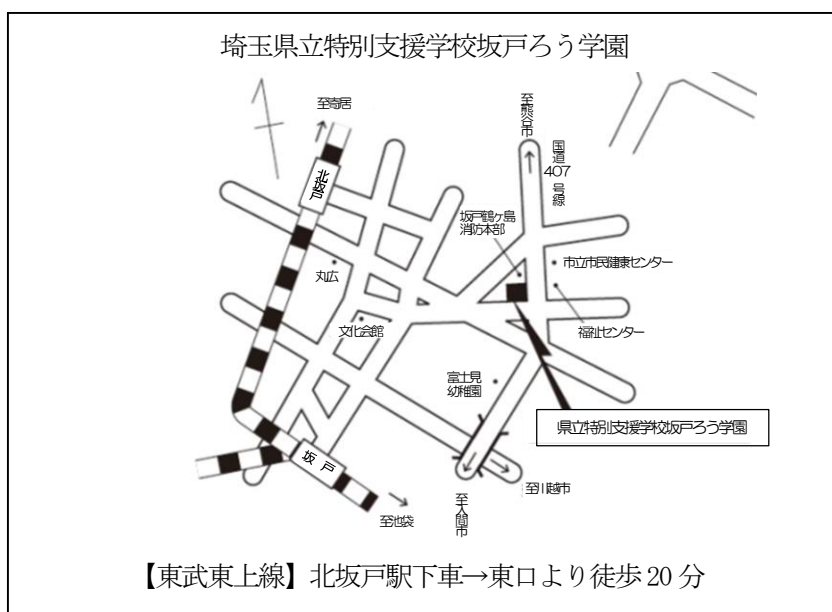 埼玉県立特別支援学校坂戸ろう学園
至寄居
至熊谷市
国道
407
号線
北坂戸
坂戸鶴ヶ島
消防本部
市立市民健康センター
丸広
文化会館
福祉センター
富士見
幼稚園
県立特別支援学校坂戸ろう学園
坂戸
至川越市
至入間市
至池袋
【東武東上線】北坂戸駅下車→東口より徒歩20分